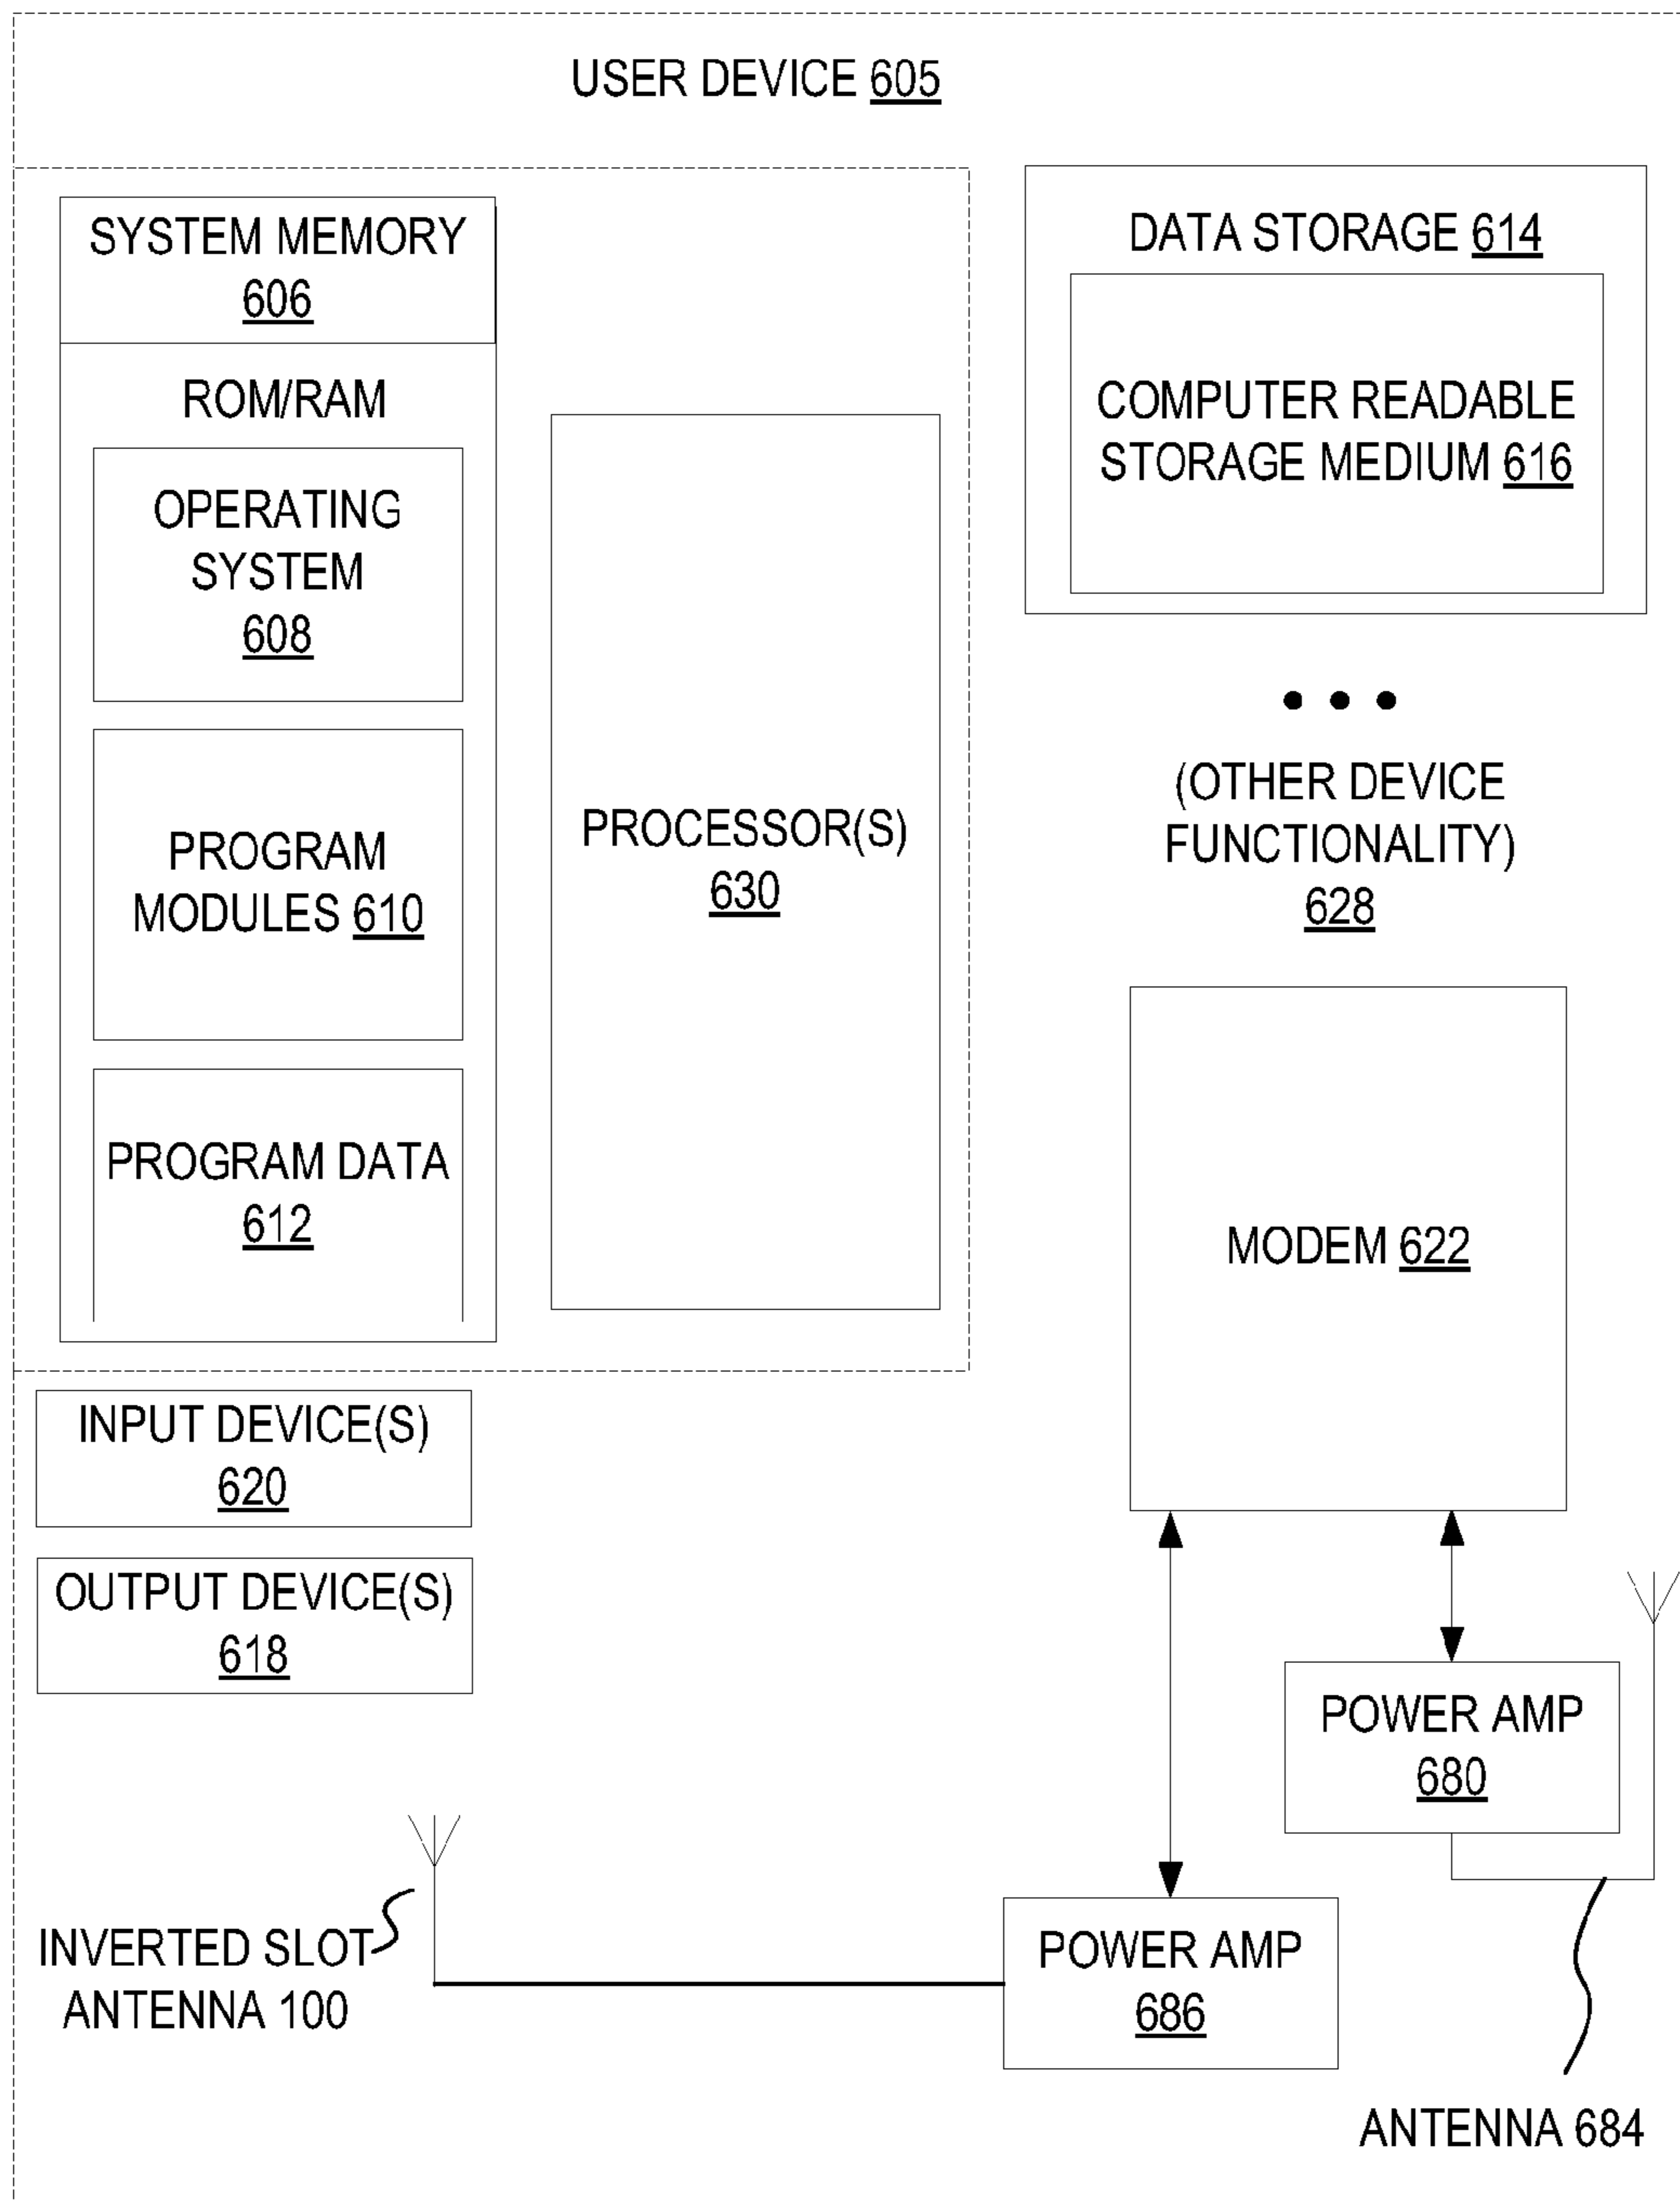 USER DEVICE 605
SYSTEM MEMORY
606
ROM/RAM
OPERATING
SYSTEM
608
PROGRAM
MODULES 610
PROGRAM DATA
612
PROCESSOR(S)
630
DATA STORAGE 614
COMPUTER READABLE
STORAGE MEDIUM 616
(OTHER DEVICE
FUNCTIONALITY)
628
MODEM 622
INPUT DEVICE(S)
620
OUTPUT DEVICE(S)
618
POWER AMP
680
INVERTED SLOT
ANTENNA 100
POWER AMP
686
ANTENNA 684